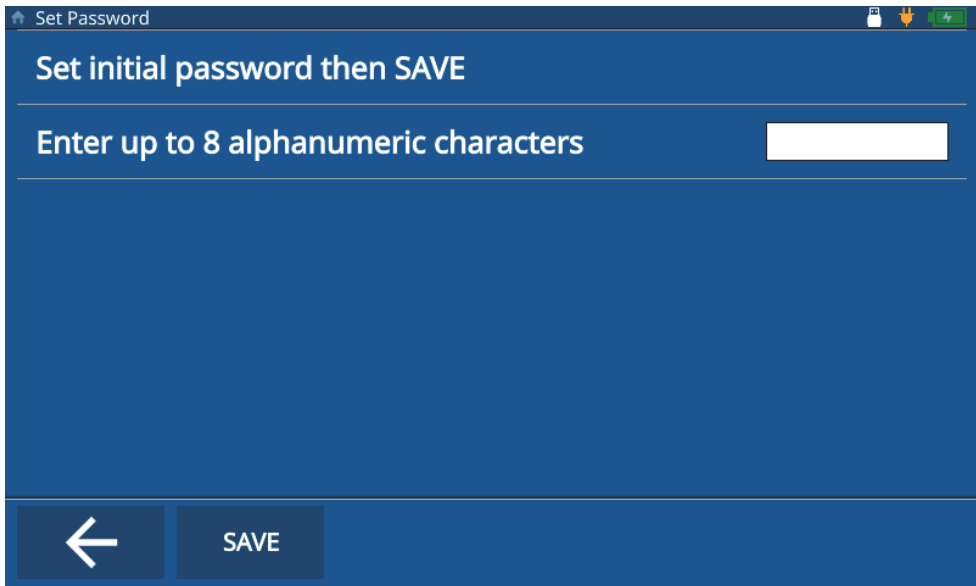 Set Password
Set initial password then SAVE
Enter up to 8 alphanumeric characters
SAVE